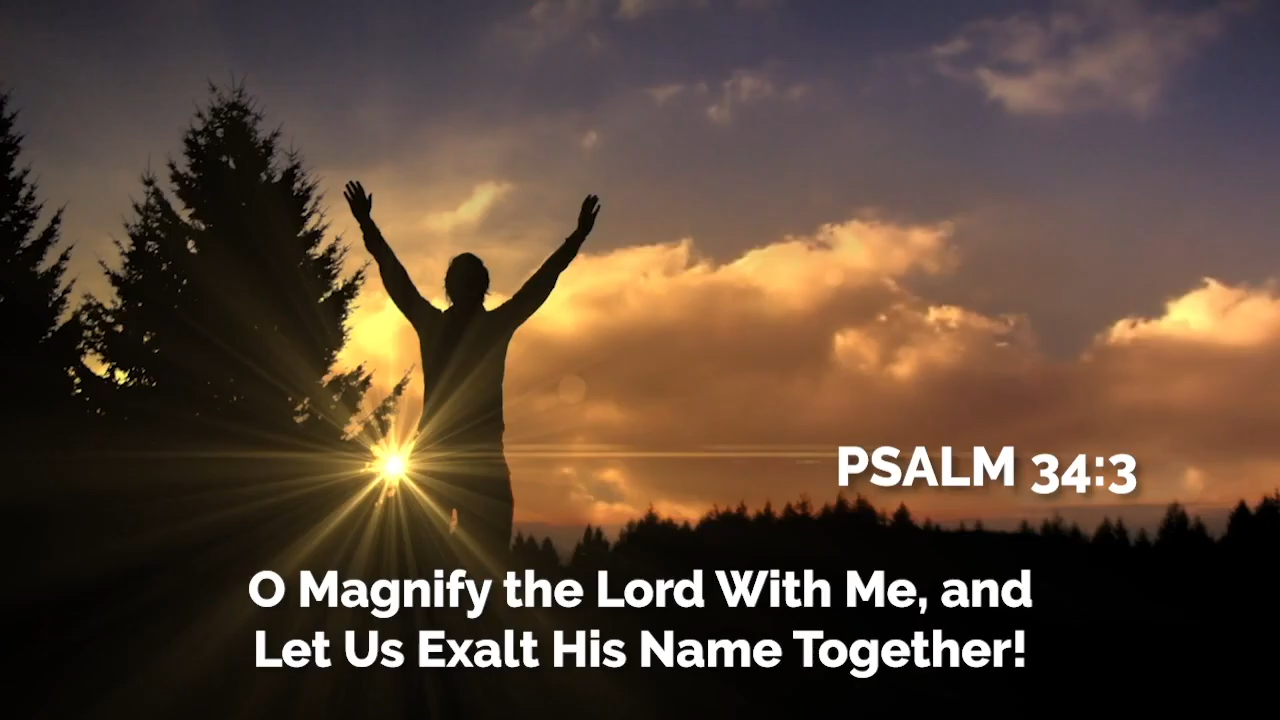 PSALM 34:3
O Magnify the Lord With Me, and
Let Us Exalt His Name Together!